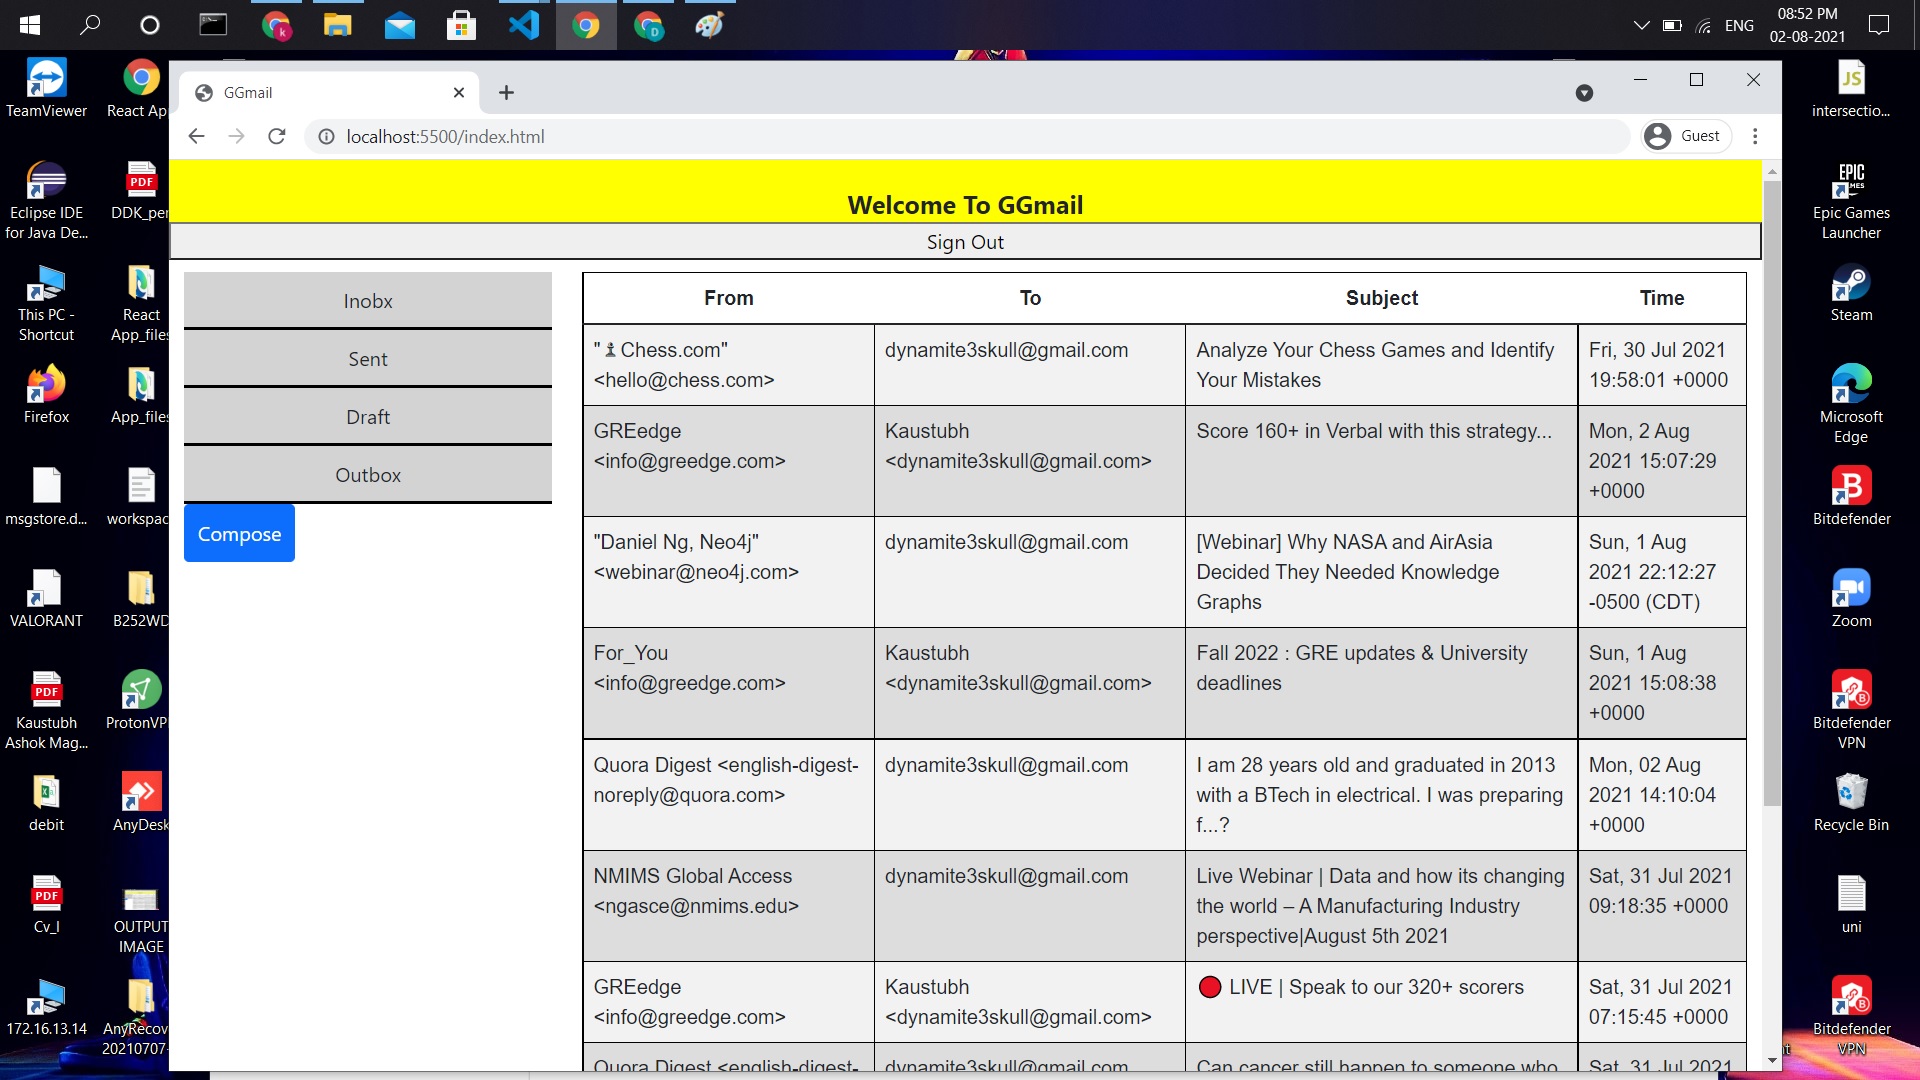 ENG
08:52 PM
02-08-2021
TeamViewer
React Ap
Eclipse IDE
for Java De...
PDF
DDK_per
This PC -
Shortcut
React
App_files
Firefox
App_files
msgstore.d...
workspac
VALORANT
B252WD
PDF
Kaustubh
Ashok Mag...
ProtonVP
debit
AnyDesk
PDF
Cv_I
OUTPUT
IMAGE
172.16.13.14
AnyRecov
20210707-
GGmail
localhost:5500/index.html
Guest
Welcome To GGmail
Sign Out
Inobx
Sent
Draft
Outbox
Compose
From To Subject Time
"♟Chess.com" dynamite3skull@gmail.com Analyze Your Chess Games and Identify Fri, 30 Jul 2021
<hello@chess.com> Your Mistakes 19:58:01 +0000
GREedge Kaustubh Score 160+ in Verbal with this strategy... Mon, 2 Aug
<info@greedge.com> <dynamite3skull@gmail.com> 2021 15:07:29
+0000
"Daniel Ng, Neo4j" dynamite3skull@gmail.com [Webinar] Why NASA and AirAsia Sun, 1 Aug
<webinar@neo4j.com> Decided They Needed Knowledge 2021 22:12:27
Graphs -0500 (CDT)
For_You Kaustubh Fall 2022 : GRE updates & University Sun, 1 Aug
<info@greedge.com> <dynamite3skull@gmail.com> deadlines 2021 15:08:38
+0000
Quora Digest <english-digest- dynamite3skull@gmail.com I am 28 years old and graduated in 2013 Mon, 02 Aug
noreply@quora.com> with a BTech in electrical. I was preparing 2021 14:10:04
f...? +0000
NMIMS Global Access dynamite3skull@gmail.com Live Webinar | Data and how its changing Sat, 31 Jul 2021
<ngasce@nmims.edu> the world – A Manufacturing Industry 09:18:35 +0000
perspective|August 5th 2021
GREedge Kaustubh 🔴 LIVE | Speak to our 320+ scorers Sat, 31 Jul 2021
<info@greedge.com> <dynamite3skull@gmail.com> 07:15:45 +0000
Quora Digest <english-digest- dynamite3skull@gmail.com Can cancer still happen to someone who Sat, 31 Jul 2021
JS
intersectio...
EPIC
Epic Games
Launcher
Steam
Microsoft
Edge
B
Bitdefender
Zoom
Bitdefender
VPN
Recycle Bin
uni
Bitdefender
VPN